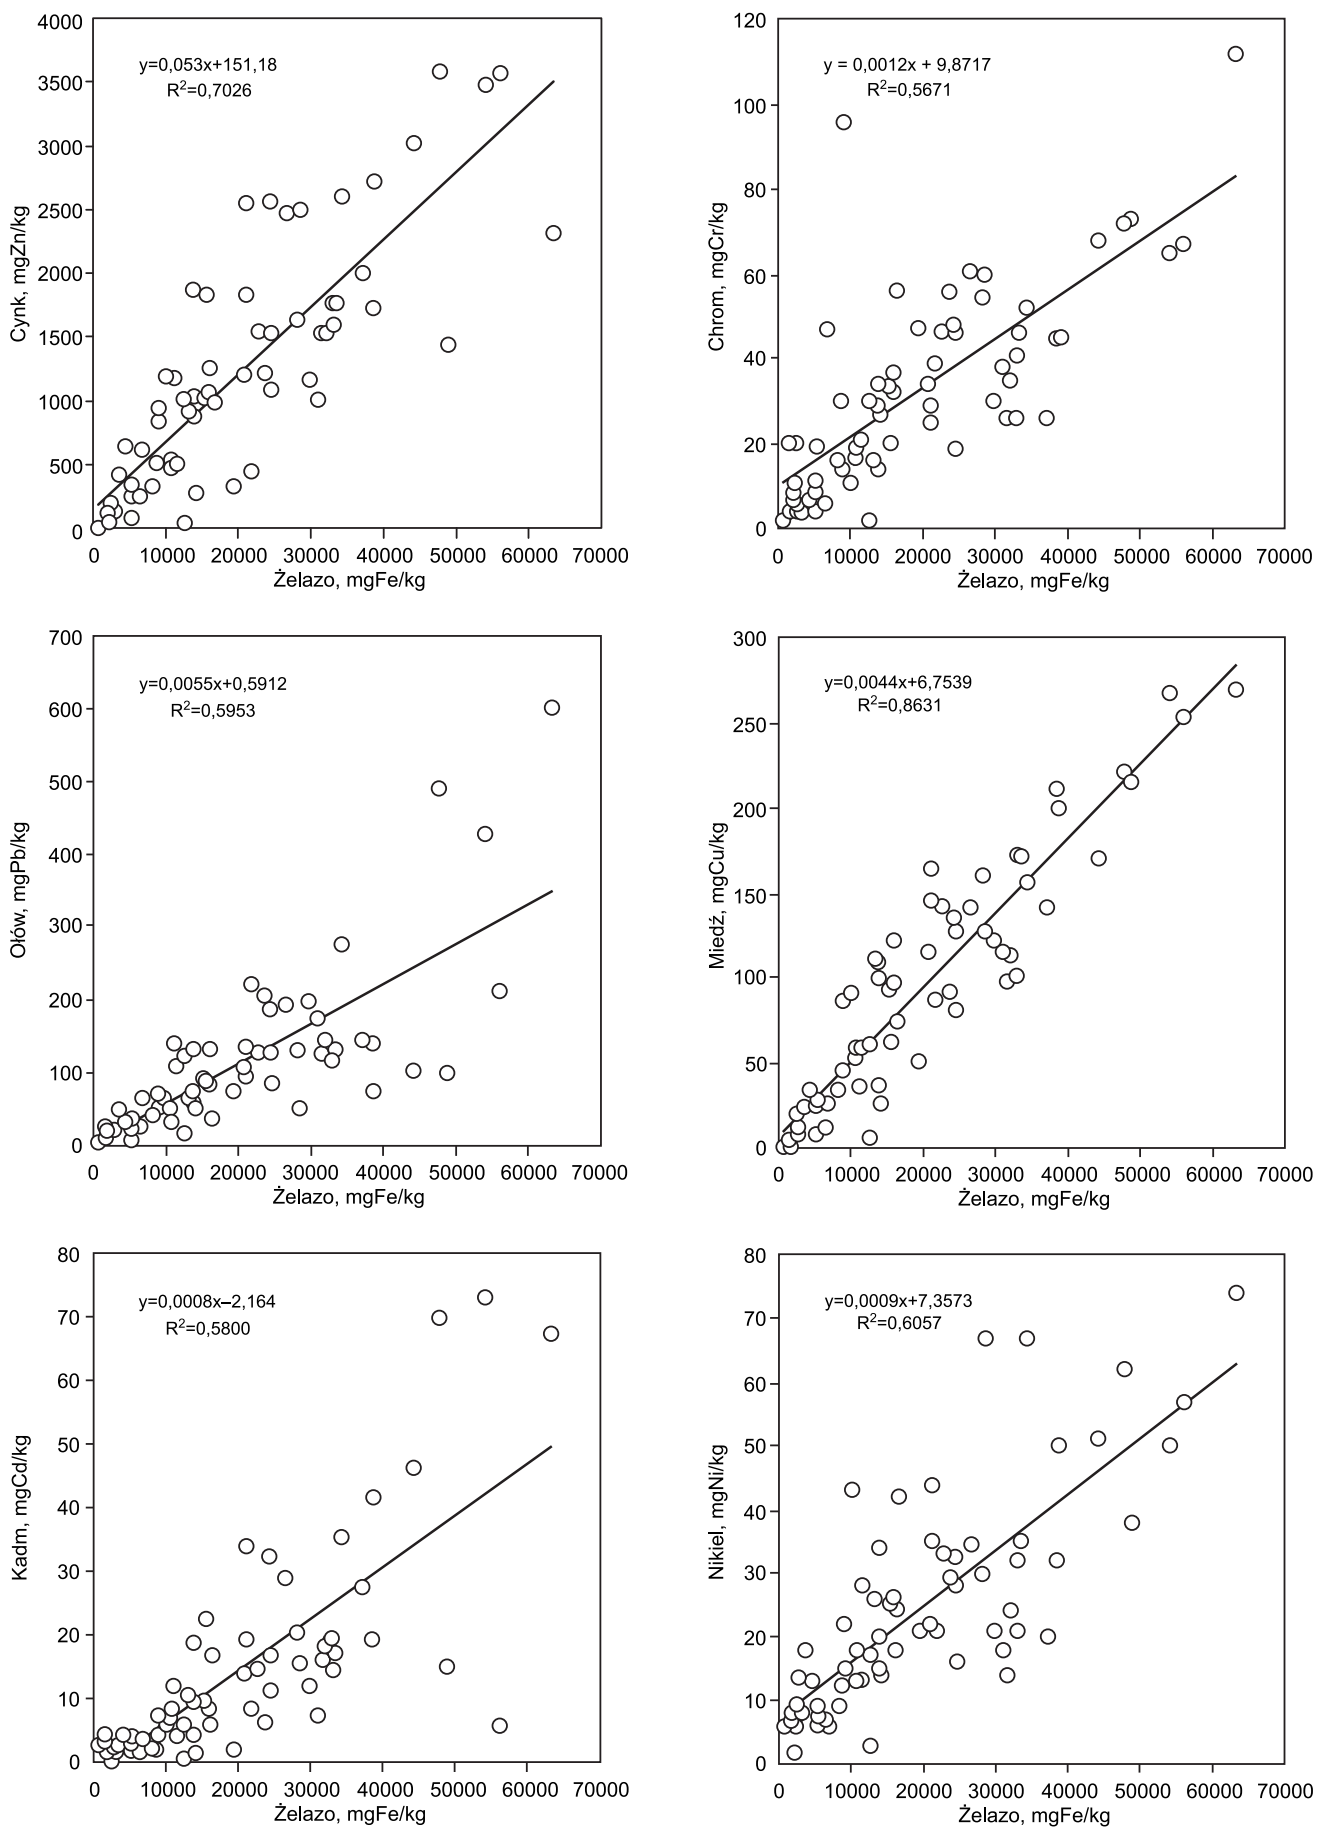 4000
3500
3000
2500
2000
1500
1000
500
0
Cynk, mgZn/kg
y=0,053x+151,18
R²=0,7026
0 10000 20000 30000 40000 50000 60000 70000
Żelazo, mgFe/kg
120
100
80
60
40
20
0
Chrom, mgCr/kg
y = 0,0012x + 9,8717
R²=0,5671
0 10000 20000 30000 40000 50000 60000 70000
Żelazo, mgFe/kg
700
600
500
400
300
200
100
0
Ołów, mgPb/kg
y=0,0055x+0,5912
R²=0,5953
0 10000 20000 30000 40000 50000 60000 70000
Żelazo, mgFe/kg
300
250
200
150
100
50
0
Miedź, mgCu/kg
y=0,0044x+6,7539
R²=0,8631
0 10000 20000 30000 40000 50000 60000 70000
Żelazo, mgFe/kg
80
70
60
50
40
30
20
10
0
Kadm, mgCd/kg
y=0,0008x–2,164
R²=0,5800
0 10000 20000 30000 40000 50000 60000 70000
Żelazo, mgFe/kg
80
70
60
50
40
30
20
10
0
Nikiel, mgNi/kg
y=0,0009x+7,3573
R²=0,6057
0 10000 20000 30000 40000 50000 60000 70000
Żelazo, mgFe/kg